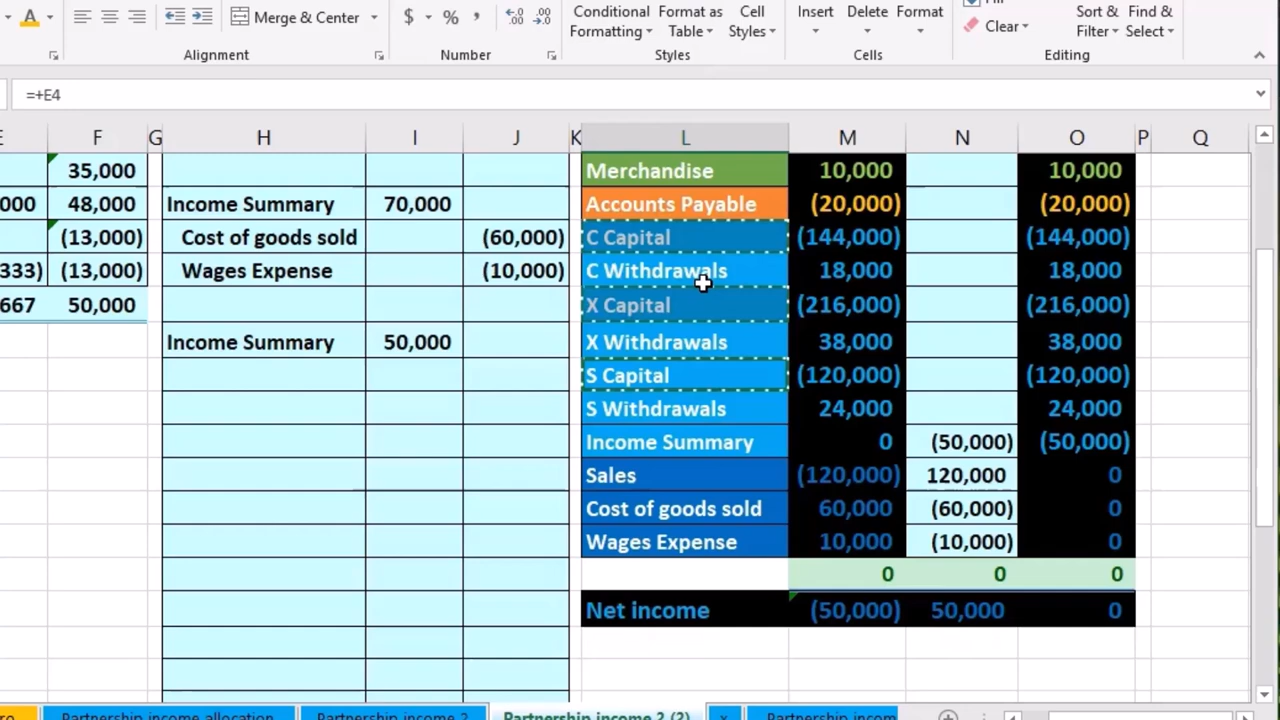 A Merge & Center $ % , Conditional Format as Cell Insert Delete Format Clear Sort & Find &
Formatting Table Styles Filter Select
Alignment Number Styles Cells Editing
=+E4
E F G H I J K L M N O P Q
35,000 Merchandise 10,000 10,000
000 48,000 Income Summary 70,000 Accounts Payable (20,000) (20,000)
(13,000) Cost of goods sold (60,000) C Capital (144,000) (144,000)
333) (13,000) Wages Expense (10,000) C Withdrawals 18,000 18,000
667 50,000 X Capital (216,000) (216,000)
Income Summary 50,000 X Withdrawals 38,000 38,000
S Capital (120,000) (120,000)
S Withdrawals 24,000 24,000
Income Summary 0 (50,000) (50,000)
Sales (120,000) 120,000 0
Cost of goods sold 60,000 (60,000) 0
Wages Expense 10,000 (10,000) 0
0 0 0
Net income (50,000) 50,000 0
Partnership income allocation Partnership income 2 Partnership income 2 (2) x Partnership incom